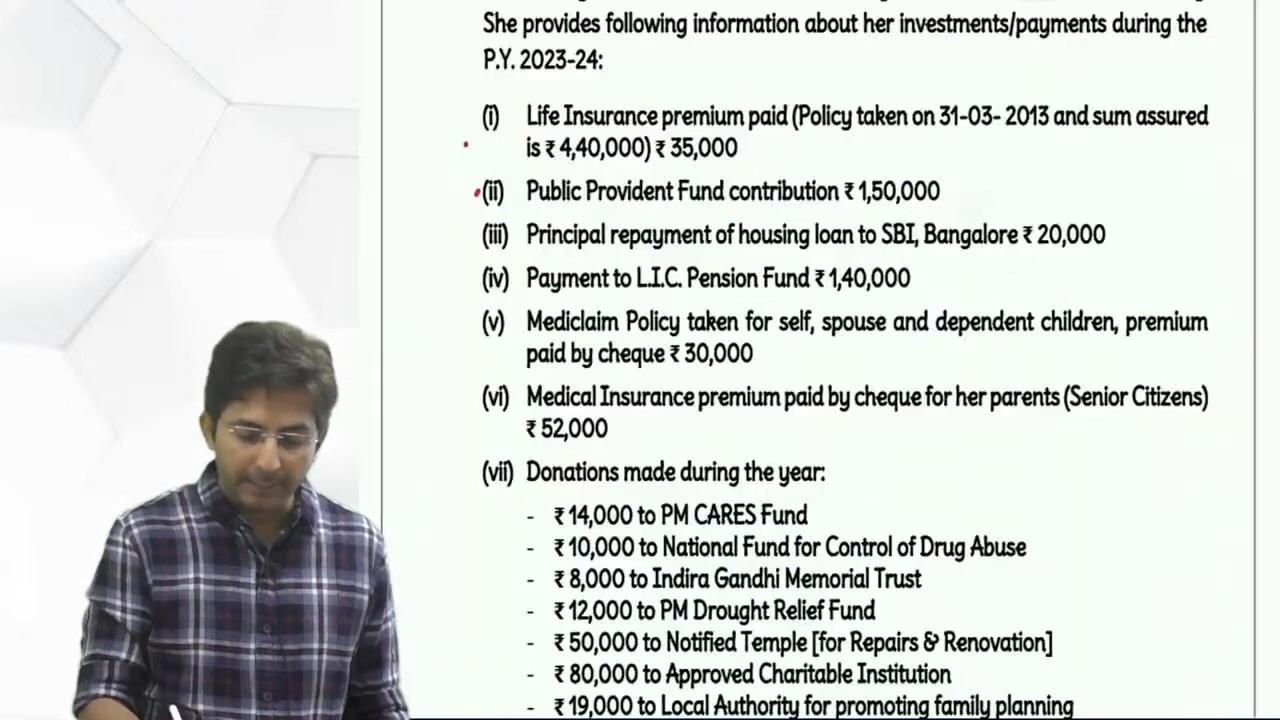 She provides following information about her investments/payments during the
P.Y. 2023-24:
(i) Life Insurance premium paid (Policy taken on 31-03- 2013 and sum assured
is ₹ 4,40,000) ₹ 35,000
(ii) Public Provident Fund contribution ₹ 1,50,000
(iii) Principal repayment of housing loan to SBI, Bangalore ₹ 20,000
(iv) Payment to L.I.C. Pension Fund ₹ 1,40,000
(v) Mediclaim Policy taken for self, spouse and dependent children, premium
paid by cheque ₹ 30,000
(vi) Medical Insurance premium paid by cheque for her parents (Senior Citizens)
₹ 52,000
(vii) Donations made during the year:
- ₹ 14,000 to PM CARES Fund
- ₹ 10,000 to National Fund for Control of Drug Abuse
- ₹ 8,000 to Indira Gandhi Memorial Trust
- ₹ 12,000 to PM Drought Relief Fund
- ₹ 50,000 to Notified Temple [for Repairs & Renovation]
- ₹ 80,000 to Approved Charitable Institution
- ₹ 19,000 to Local Authority for promoting family planning